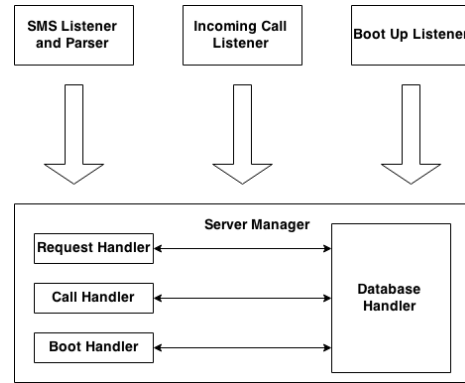 SMS Listener
and Parser
Incoming Call
Listener
Boot Up Listener
Server Manager
Request Handler
Call Handler
Boot Handler
Database
Handler